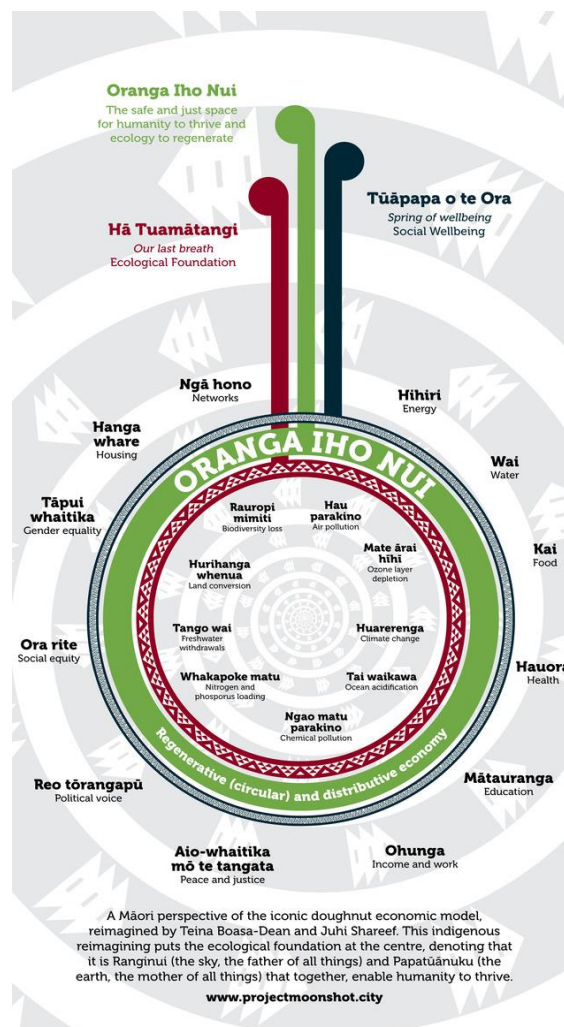 Oranga Iho Nui
The safe and just space
for humanity to thrive and
ecology to regenerate
Tūāpapa o te Ora
Spring of wellbeing
Social Wellbeing
Hā Tuamātangi
Our last breath
Ecological Foundation
Ngā hono
Networks
Hihiri
Energy
Hanga
whare
Housing
Wai
Water
Tāpui
whaitika
Gender equality
Kai
Food
Ora rite
Social equity
Hauora
Health
Reo tōrangapū
Political voice
Mātauranga
Education
Aio-whaitika
mō te tangata
Peace and justice
Ohunga
Income and work
ORANGĀ IHO NUI
Rauropi
mimiti
Biodiversity loss
Hau
parakino
Air pollution
Hurihanga
whenua
Land conversion
Mate ārai
hīhī
Ozone layer
depletion
Tango wai
Freshwater
withdrawals
Huarerenga
Climate change
Whakapoke matu
Nitrogen and
phosporus loading
Tai waikawa
Ocean acidification
Ngao matu
parakino
Chemical pollution
Regenerative (circular) and distributive economy
A Māori perspective of the iconic doughnut economic model,
reimagined by Teina Boasa-Dean and Juhi Shareef. This indigenous
reimagining puts the ecological foundation at the centre, denoting that
it is Ranginui (the sky, the father of all things) and Papatūānuku (the
earth, the mother of all things) that together, enable humanity to thrive.
www.projectmoonshot.city